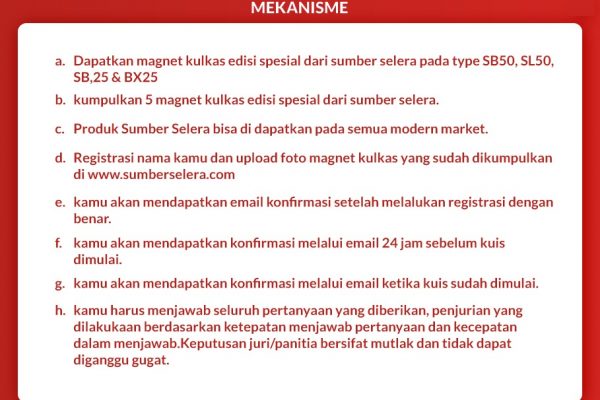 MEKANISME
a. Dapatkan magnet kulkas edisi spesial dari sumber selera pada type SB50, SL50,
SB,25 & BX25
b. kumpulkan 5 magnet kulkas edisi spesial dari sumber selera.
c. Produk Sumber Selera bisa di dapatkan pada semua modern market.
d. Registrasi nama kamu dan upload foto magnet kulkas yang sudah dikumpulkan
di www.sumberselera.com
e. kamu akan mendapatkan email konfirmasi setelah melalukan registrasi dengan
benar.
f. kamu akan mendapatkan konfirmasi melalui email 24 jam sebelum kuis
dimulai.
g. kamu akan mendapatkan konfirmasi melalui email ketika kuis sudah dimulai.
h. kamu harus menjawab seluruh pertanyaan yang diberikan, penjurian yang
dilakukaan berdasarkan ketepatan menjawab pertanyaan dan kecepatan
dalam menjawab.Keputusan juri/panitia bersifat mutlak dan tidak dapat
diganggu gugat.